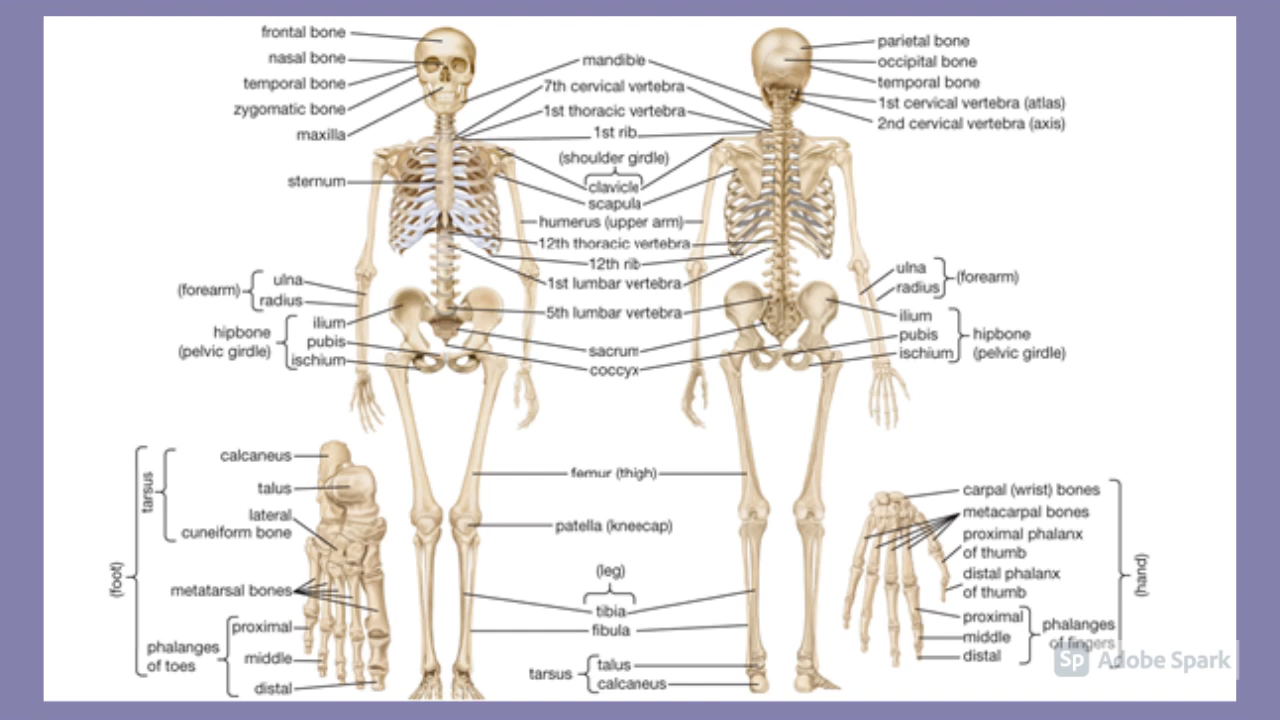 frontal bone
nasal bone
temporal bone
zygomatic bone
maxilla
sternum
(forearm)
ulna
radius
hipbone
(pelvic girdle)
ilium
pubis
ischium
mandible
7th cervical vertebra
1st thoracic vertebra
1st rib
(shoulder girdle)
clavicle
scapula
humerus (upper arm)
12th thoracic vertebra
12th rib
1st lumbar vertebra
5th lumbar vertebra
sacrum
coccyx
femur (thigh)
patella (kneecap)
(leg)
tibia
fibula
tarsus
talus
calcaneus
parietal bone
occipital bone
temporal bone
1st cervical vertebra (atlas)
2nd cervical vertebra (axis)
ulna
radius
(forearm)
ilium
pubis
ischium
hipbone
(pelvic girdle)
(foot)
tarsus
calcaneus
talus
lateral
cuneiform bone
metatarsal bones
phalanges
of toes
proximal
middle
distal
carpal (wrist) bones
metacarpal bones
proximal phalanx
of thumb
distal phalanx
of thumb
proximal
middle
distal
phalanges
of fingers
(hand)
Sp Adobe Spark